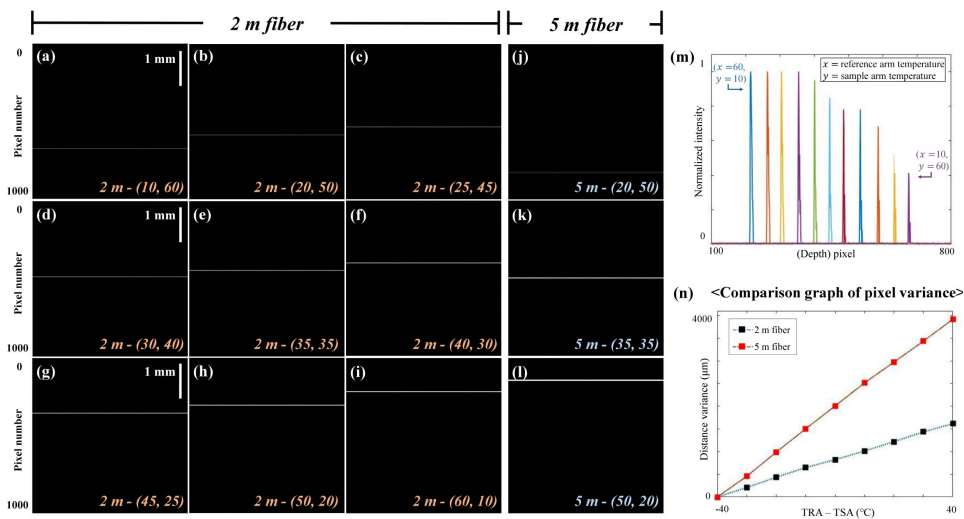 2 m fiber
5 m fiber
0
Pixel number
1000
(a)
1 mm
2 m - (10, 60)
(b)
2 m - (20, 50)
(c)
2 m - (25, 45)
(j)
5 m - (20, 50)
0
Pixel number
1000
(d)
1 mm
2 m - (30, 40)
(e)
2 m - (35, 35)
(f)
2 m - (40, 30)
(k)
5 m - (35, 35)
0
Pixel number
1000
(g)
1 mm
2 m - (45, 25)
(h)
2 m - (50, 20)
(i)
2 m - (60, 10)
(l)
5 m - (50, 20)
(m)
1
Normalized intensity
0
(x =60,
y = 10)
x = reference arm temperature
y = sample arm temperature
(x =10,
y = 60)
100
(Depth) pixel
800
(n)
<Comparison graph of pixel variance>
4000
Distance variance (μm)
0
2 m fiber
5 m fiber
-40
TRA – TSA (°C)
40